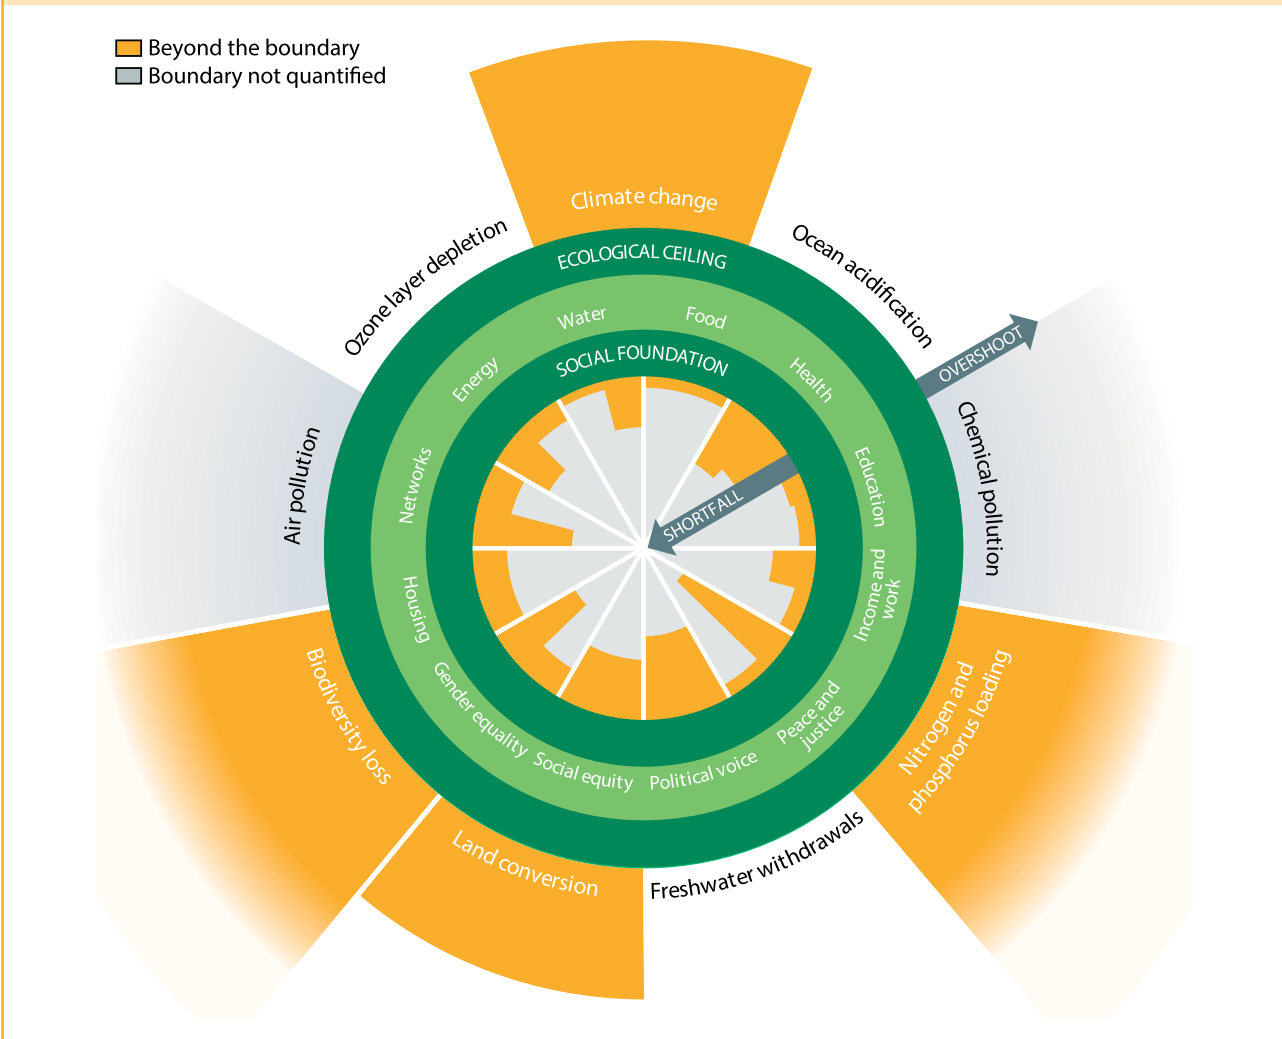 Beyond the boundary
Boundary not quantified
Climate change
Ozone layer depletion
Ocean acidification
ECOLOGICAL CEILING
Water
Food
OVERSHOOT
SOCIAL FOUNDATION
Energy
Health
Air pollution
Networks
Education
Chemical pollution
SHORTFALL
Housing
Income and
work
Biodiversity loss
Gender equality
Social equity
Political voice
Peace and
justice
Nitrogen and
phosphorus loading
Land conversion
Freshwater withdrawals